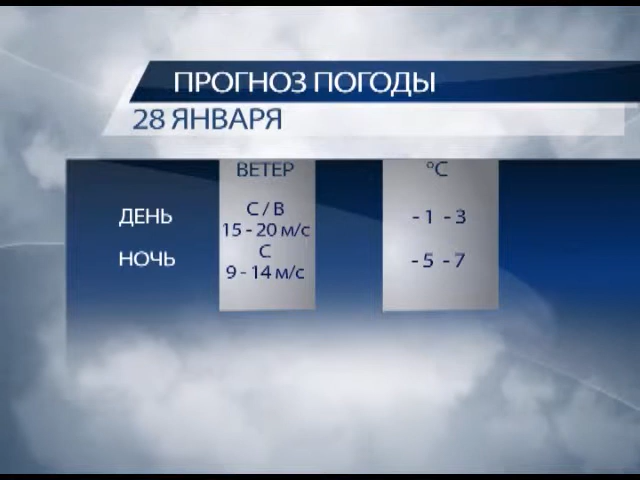 ПРОГНОЗ ПОГОДЫ
28 ЯНВАРЯ
ВЕТЕР °С
ДЕНЬ С / В -1 -3
15 - 20 м/с
НОЧЬ С -5 -7
9 - 14 м/с